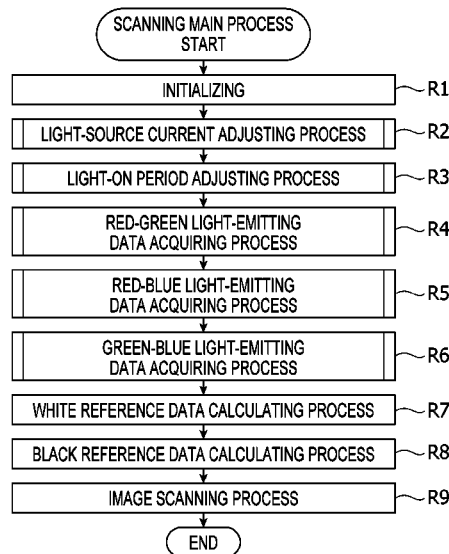 SCANNING MAIN PROCESS
START
INITIALIZING
R1
LIGHT-SOURCE CURRENT ADJUSTING PROCESS
R2
LIGHT-ON PERIOD ADJUSTING PROCESS
R3
RED-GREEN LIGHT-EMITTING
DATA ACQUIRING PROCESS
R4
RED-BLUE LIGHT-EMITTING
DATA ACQUIRING PROCESS
R5
GREEN-BLUE LIGHT-EMITTING
DATA ACQUIRING PROCESS
R6
WHITE REFERENCE DATA CALCULATING PROCESS
R7
BLACK REFERENCE DATA CALCULATING PROCESS
R8
IMAGE SCANNING PROCESS
R9
END